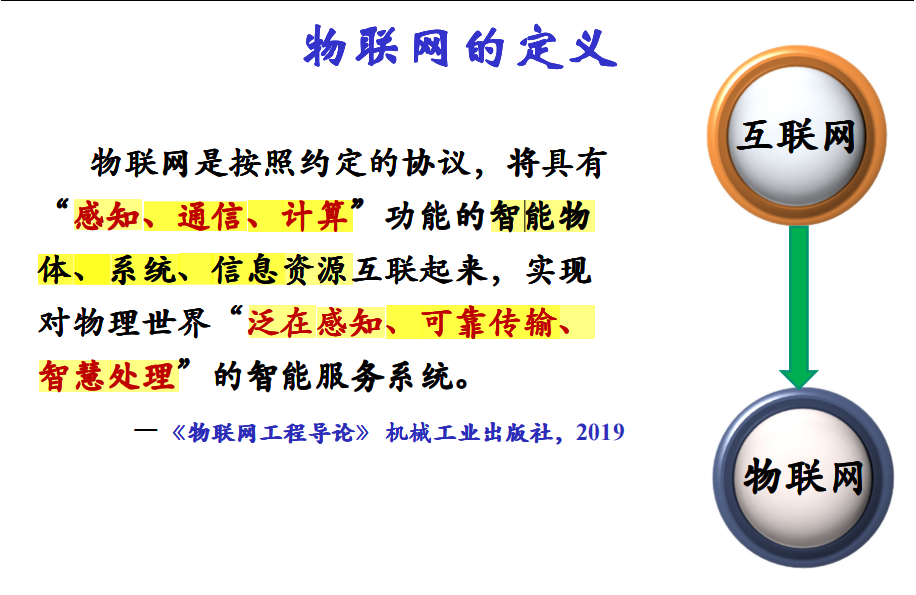 物联网的定义
物联网是按照约定的协议，将具有
“感知、通信、计算”功能的智能物
体、系统、信息资源互联起来，实现
对物理世界“泛在感知、可靠传输、
智慧处理”的智能服务系统。
—《物联网工程导论》 机械工业出版社，2019
互联网
物联网